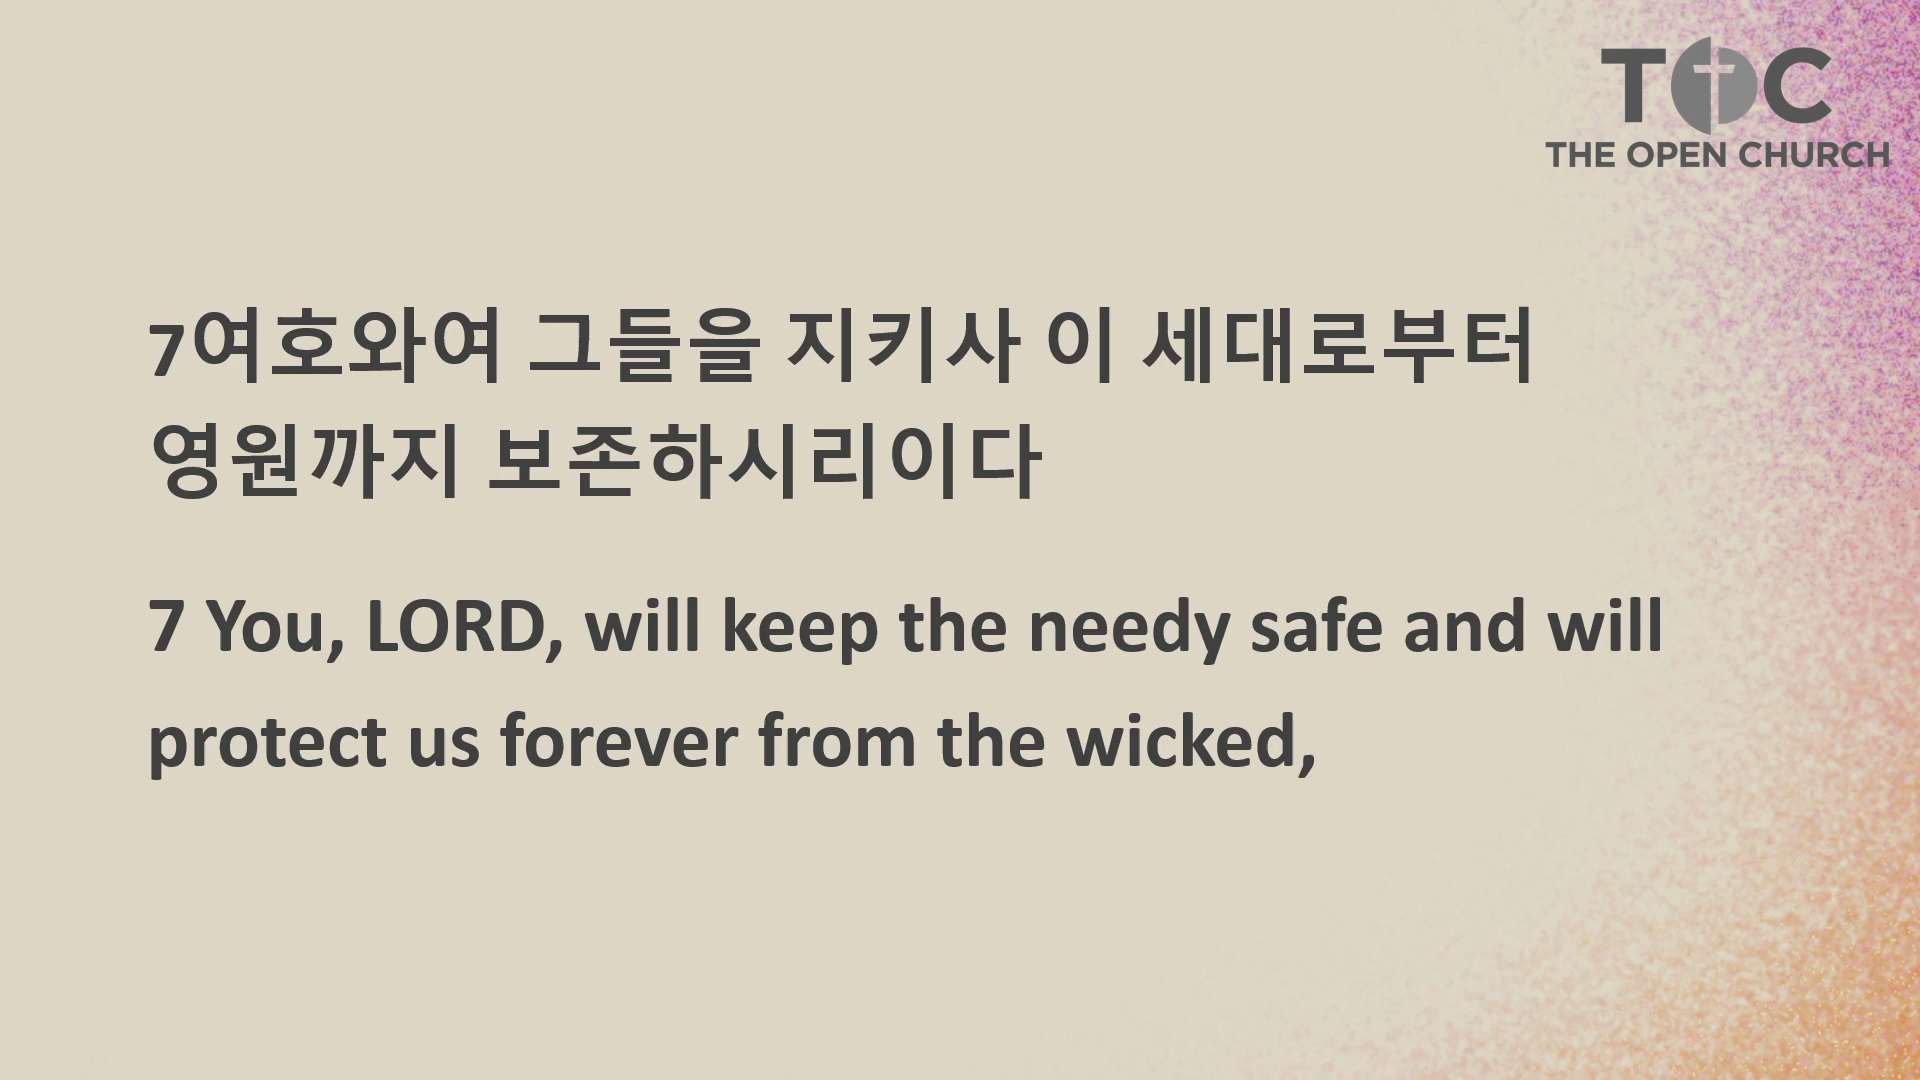 TOC
THE OPEN CHURCH
7여호와여 그들을 지키사 이 세대로부터
영원까지 보존하시리이다
7 You, LORD, will keep the needy safe and will
protect us forever from the wicked,